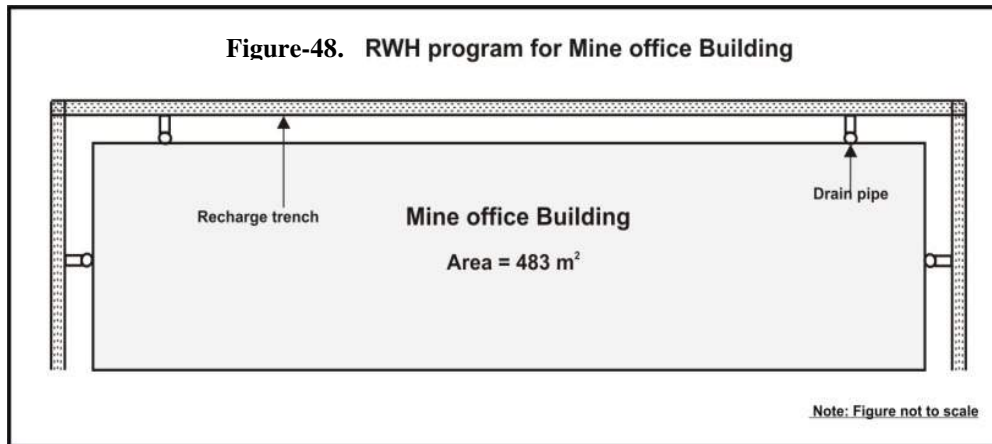 Figure-48. RWH program for Mine office Building
Recharge trench
Drain pipe
Mine office Building
Area = 483 m²
Note: Figure not to scale